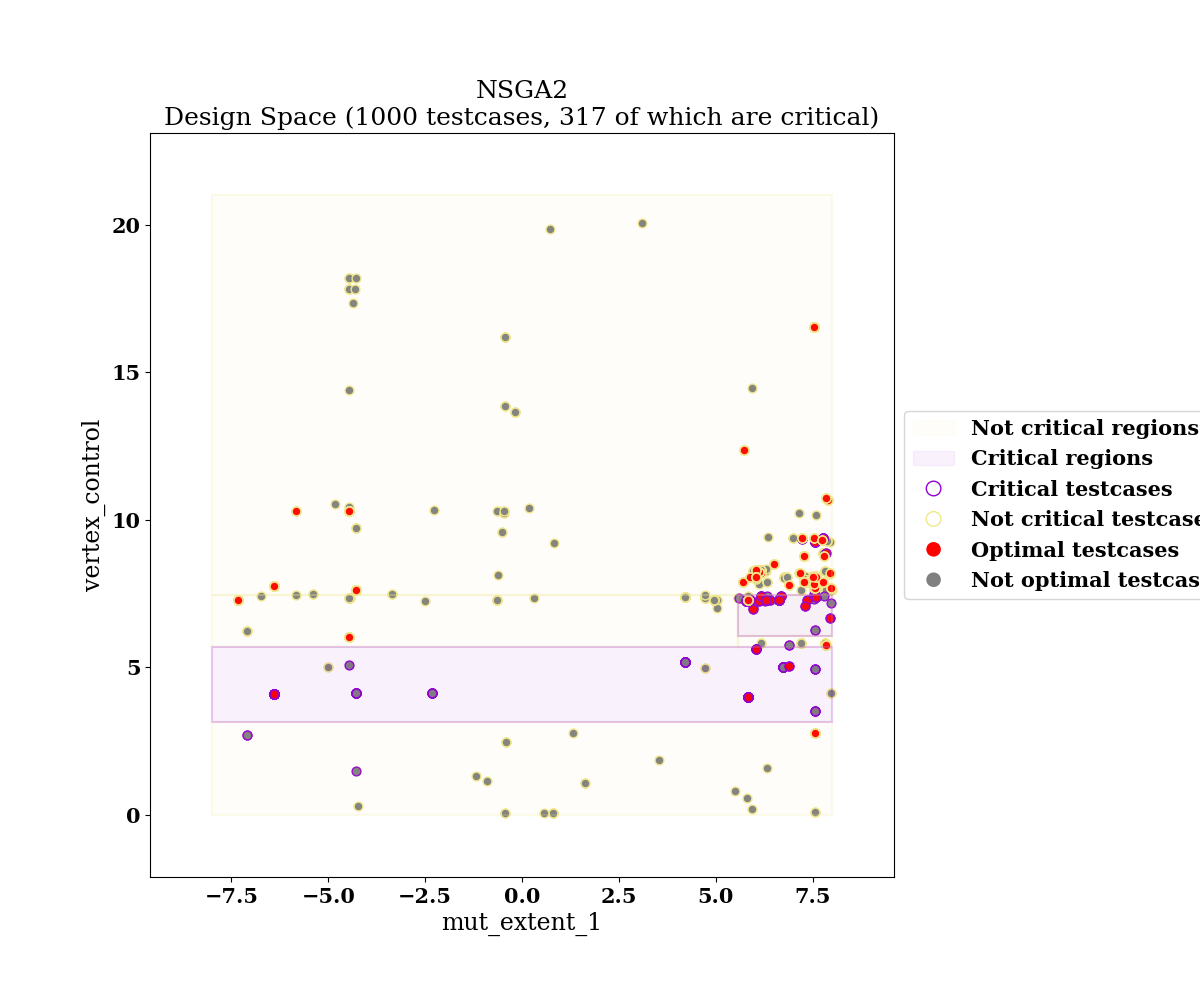 NSGA2
Design Space (1000 testcases, 317 of which are critical)
20
15
10
5
0
vertex_control
−7.5 −5.0 −2.5 0.0 2.5 5.0 7.5
mut_extent_1
Not critical regions
Critical regions
Critical testcases
Not critical testcase
Optimal testcases
Not optimal testcas